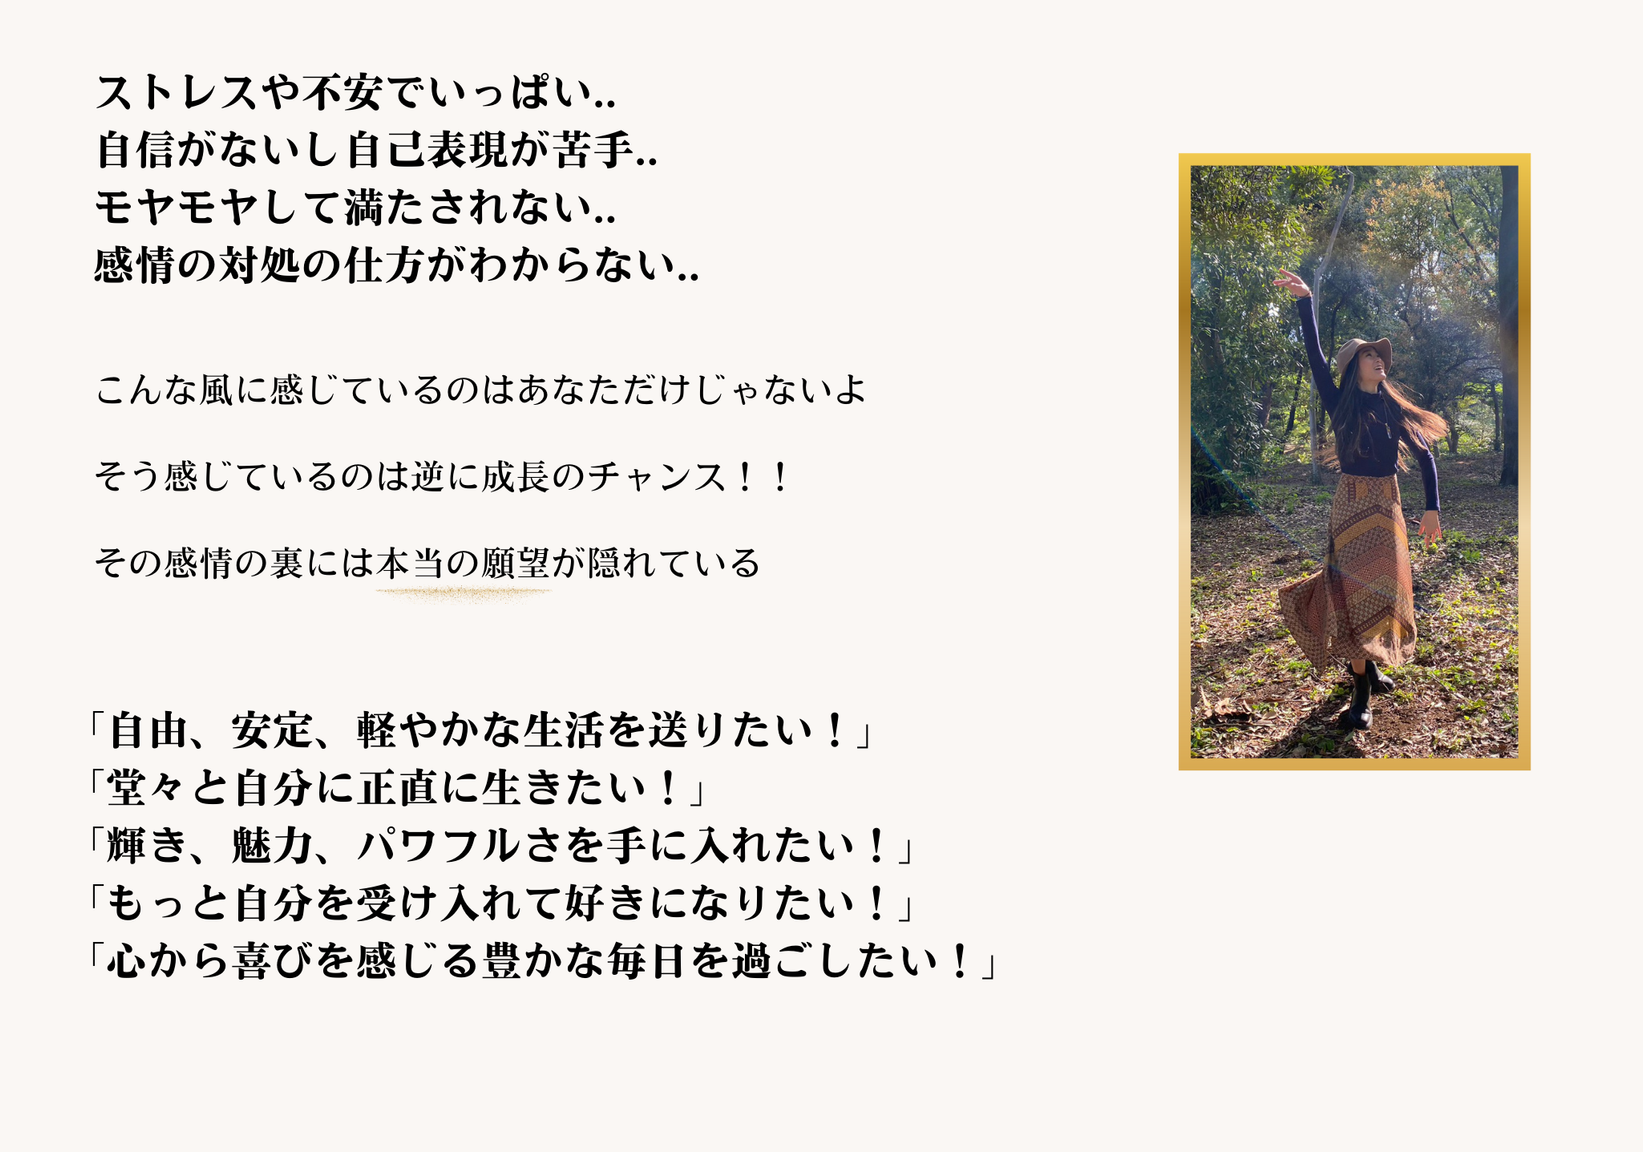 ストレスや不安でいっぱい..
自信がないし自己表現が苦手..
モヤモヤして満たされない..
感情の対処の仕方がわからない..
こんな風に感じているのはあなただけじゃないよ
そう感じているのは逆に成長のチャンス！！
その感情の裏には本当の願望が隠れている
「自由、安定、軽やかな生活を送りたい！」
「堂々と自分に正直に生きたい！」
「輝き、魅力、パワフルさを手に入れたい！」
「もっと自分を受け入れて好きになりたい！」
「心から喜びを感じる豊かな毎日を過ごしたい！」